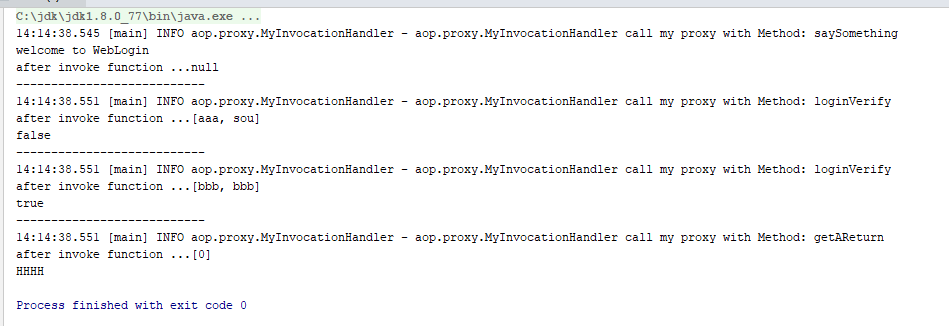 C:\jdk\jdk1.8.0_77\bin\java.exe ...
14:14:38.545 [main] INFO aop.proxy.MyInvocationHandler - aop.proxy.MyInvocationHandler call my proxy with Method: saySomething
welcome to WebLogin
after invoke function ...null
---------------------------
14:14:38.551 [main] INFO aop.proxy.MyInvocationHandler - aop.proxy.MyInvocationHandler call my proxy with Method: loginVerify
after invoke function ...[aaa, sou]
false
---------------------------
14:14:38.551 [main] INFO aop.proxy.MyInvocationHandler - aop.proxy.MyInvocationHandler call my proxy with Method: loginVerify
after invoke function ...[bbb, bbb]
true
---------------------------
14:14:38.551 [main] INFO aop.proxy.MyInvocationHandler - aop.proxy.MyInvocationHandler call my proxy with Method: getAReturn
after invoke function ...[0]
HHHH
Process finished with exit code 0